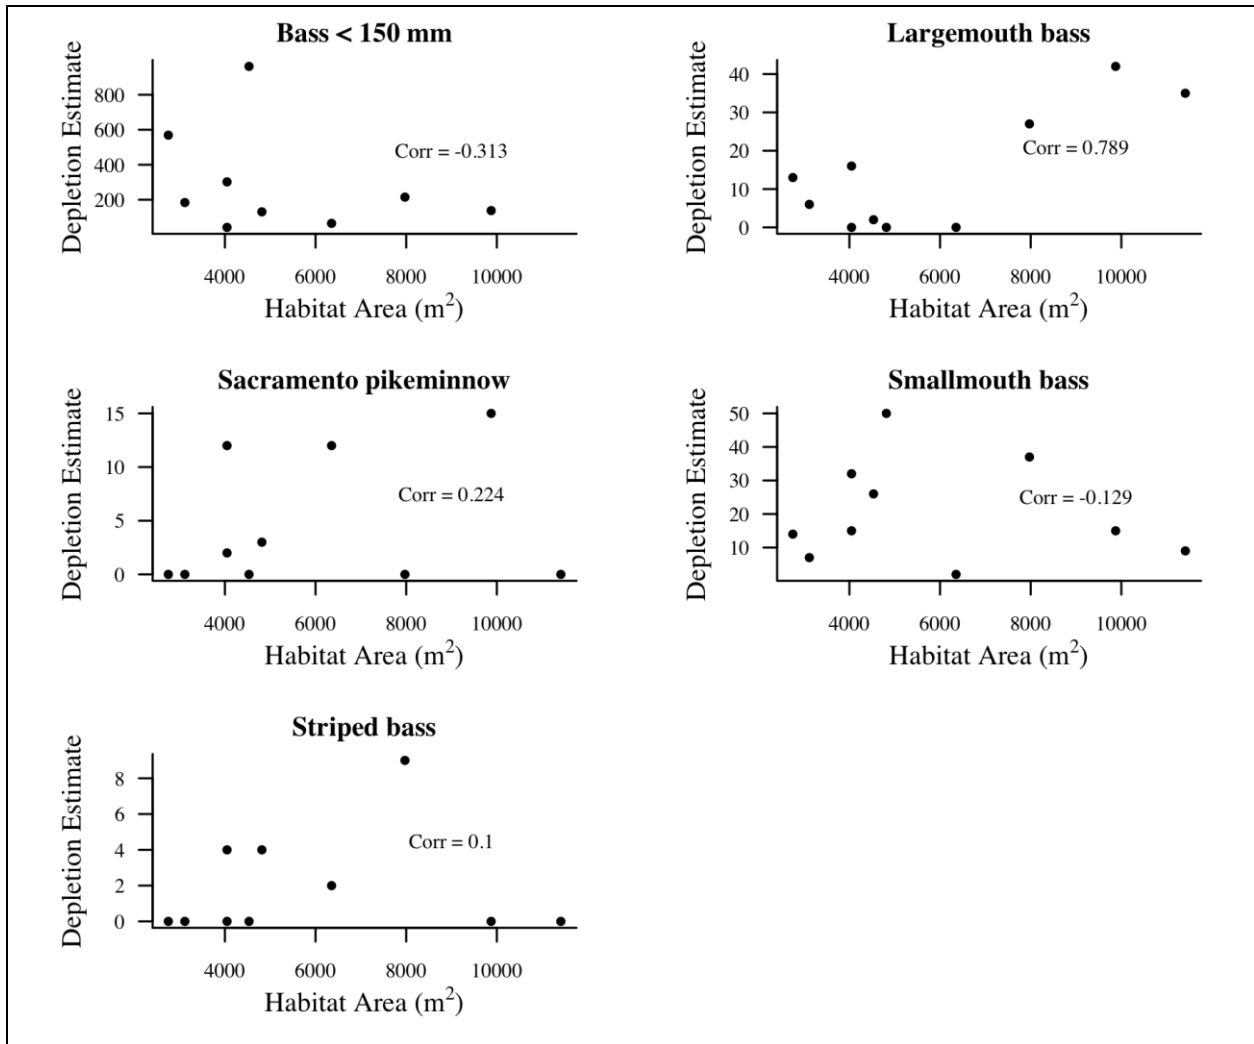 Bass < 150 mm
Depletion Estimate
800
600
400
200
Corr = -0.313
4000 6000 8000 10000
Habitat Area (m²)
Largemouth bass
Depletion Estimate
40
30
20
10
0
Corr = 0.789
4000 6000 8000 10000
Habitat Area (m²)
Sacramento pikeminnow
Depletion Estimate
15
10
5
0
Corr = 0.224
4000 6000 8000 10000
Habitat Area (m²)
Smallmouth bass
Depletion Estimate
50
40
30
20
10
Corr = -0.129
4000 6000 8000 10000
Habitat Area (m²)
Striped bass
Depletion Estimate
8
6
4
2
0
Corr = 0.1
4000 6000 8000 10000
Habitat Area (m²)